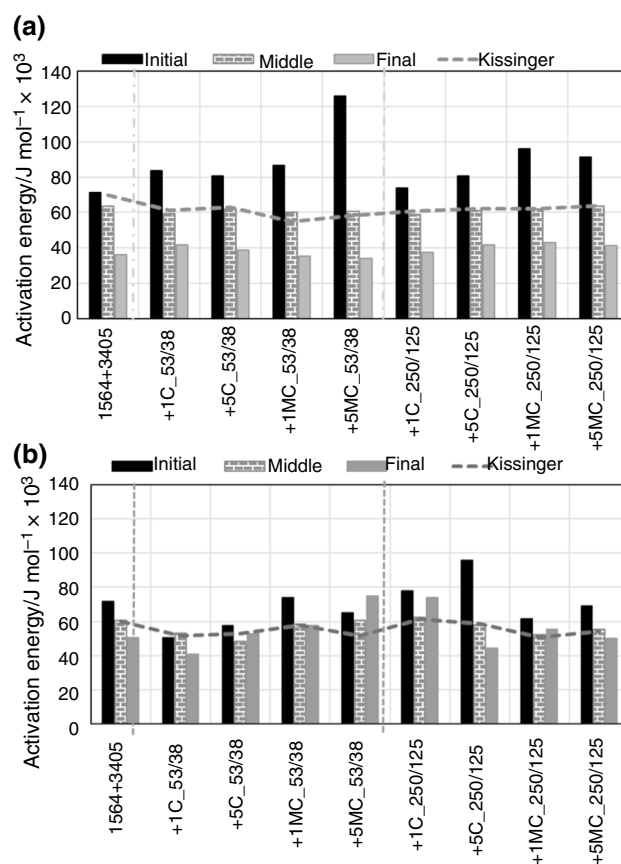 (a)
Initial Middle Final Kissinger
Activation energy/J mol⁻¹ × 10³
140
120
100
80
60
40
20
0
1564+3405
+1C_53/38
+5C_53/38
+1MC_53/38
+5MC_53/38
+1C_250/125
+5C_250/125
+1MC_250/125
+5MC_250/125
(b)
Initial Middle Final Kissinger
Activation energy/J mol⁻¹ × 10³
140
120
100
80
60
40
20
0
1564+3405
+1C_53/38
+5C_53/38
+1MC_53/38
+5MC_53/38
+1C_250/125
+5C_250/125
+1MC_250/125
+5MC_250/125